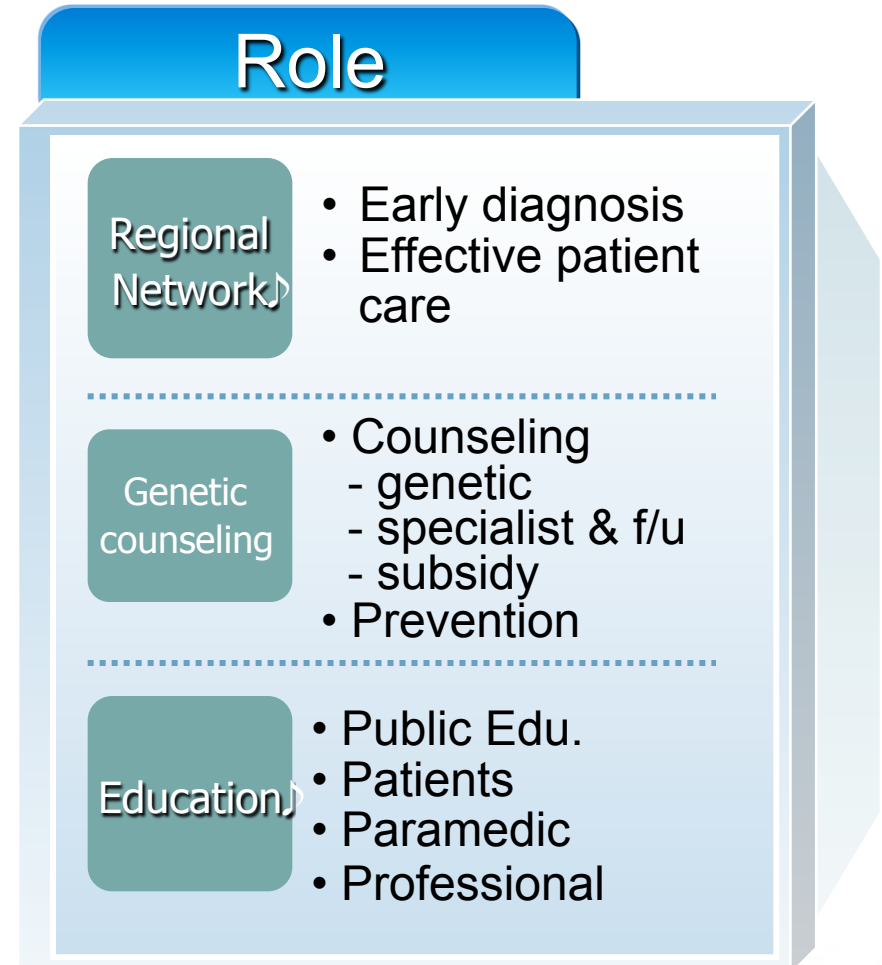 Role
Regional
Network♪
• Early diagnosis
• Effective patient
care
Genetic
counseling
• Counseling
- genetic
- specialist & f/u
- subsidy
• Prevention
Education♪
• Public Edu.
• Patients
• Paramedic
• Professional